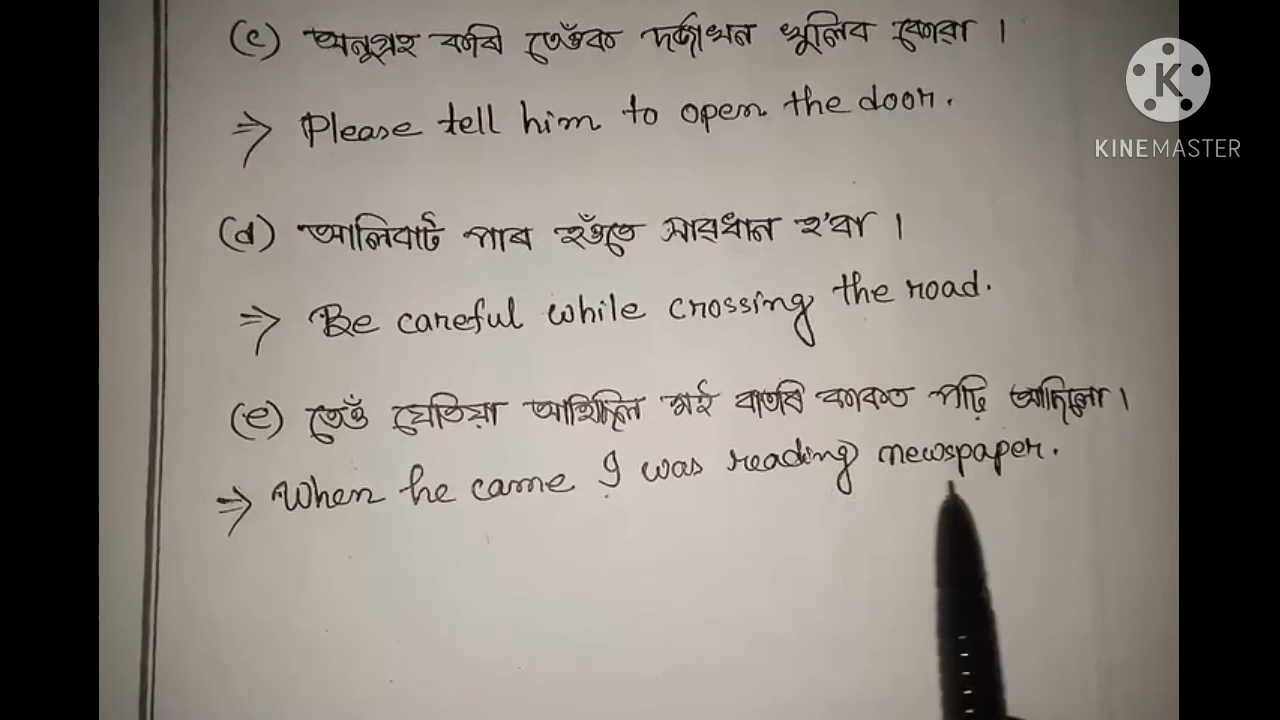 (c) অনুগ্ৰহ কৰি তেওঁক দৰ্জাখন খুলিব কোৱা ।
⇒ Please tell him to open the door.
(d) আলিবাট পাৰ হওঁতে সাৱধান হ'বা ।
⇒ Be careful while crossing the road.
(e) তেওঁ যেতিয়া আহিছিল মই বাতৰি কাকত পঢ়ি আছিলো ।
⇒ When he came I was reading newspaper.
K
KINEMASTER